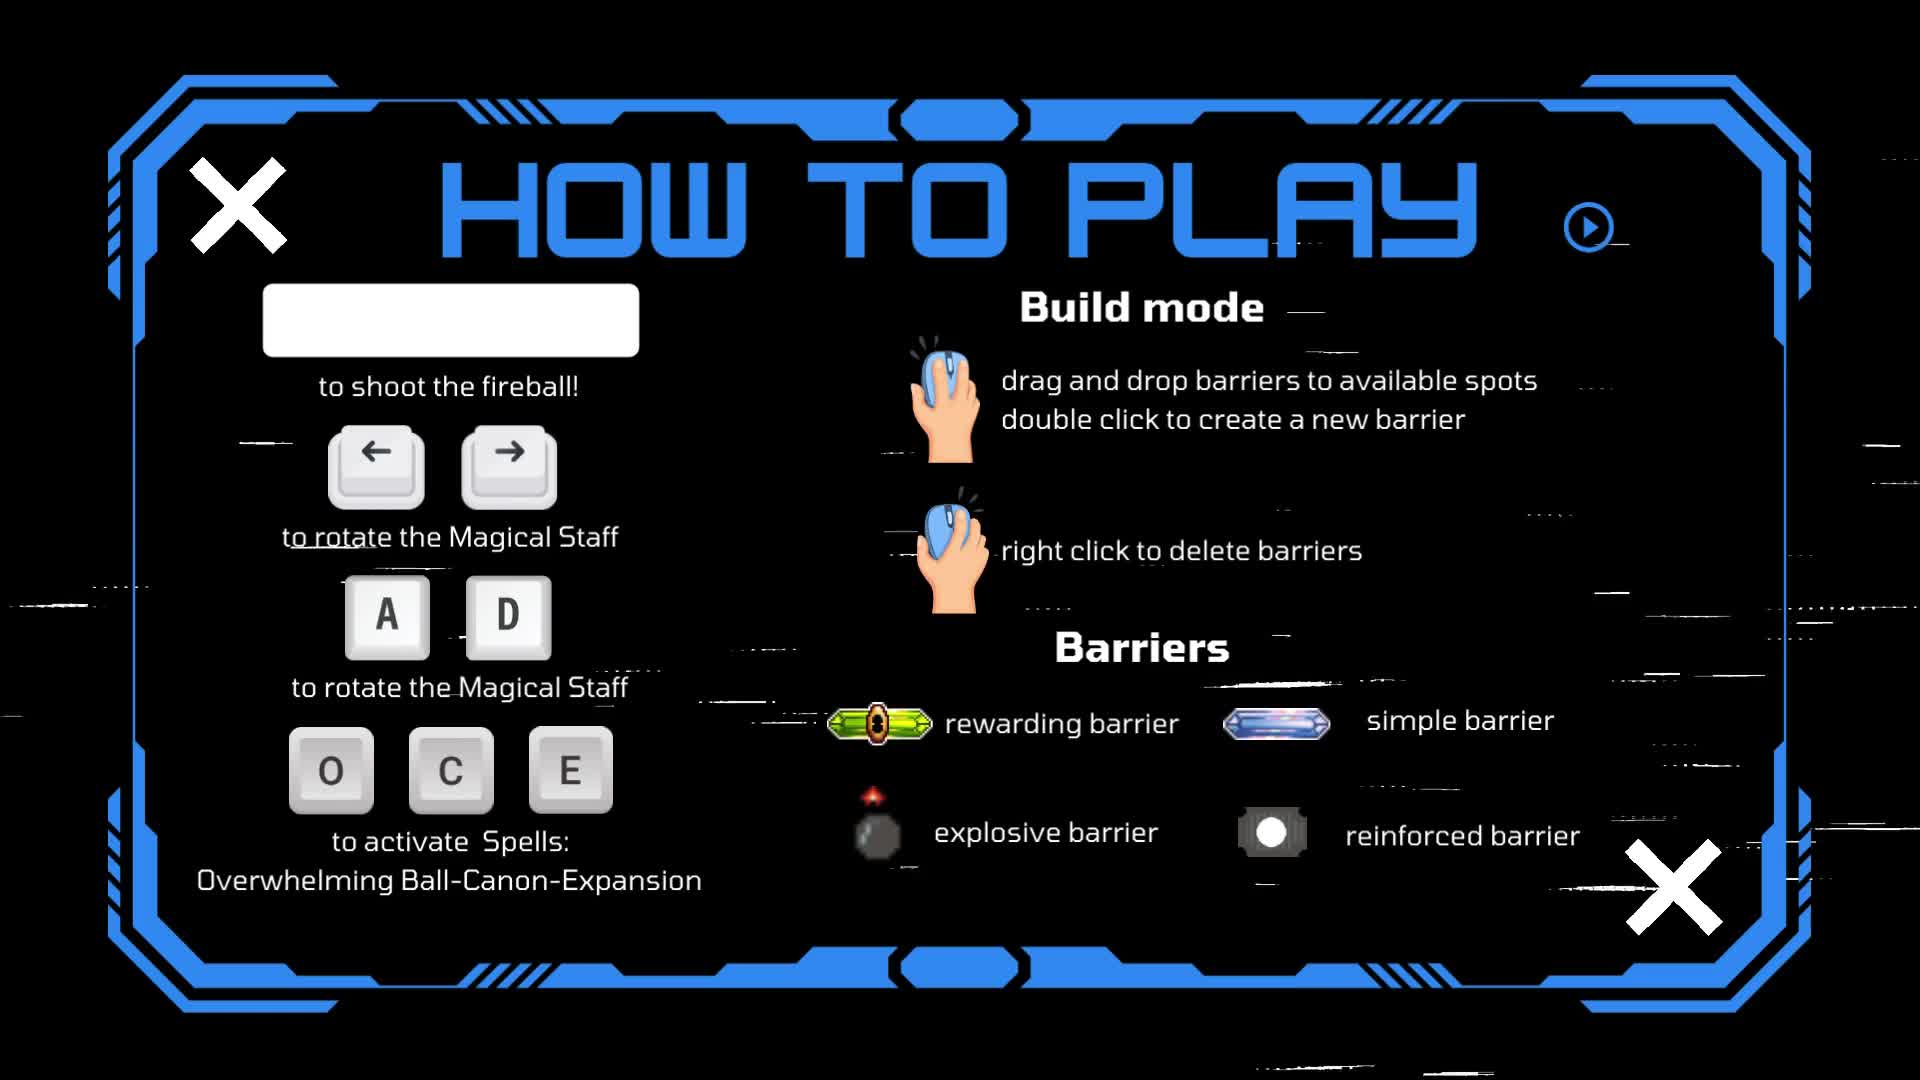 HOW TO PLAY
to shoot the fireball!
← →
to rotate the Magical Staff
A D
to rotate the Magical Staff
O C E
to activate Spells:
Overwhelming Ball-Canon-Expansion
Build mode
drag and drop barriers to available spots
double click to create a new barrier
right click to delete barriers
Barriers
rewarding barrier
simple barrier
explosive barrier
reinforced barrier